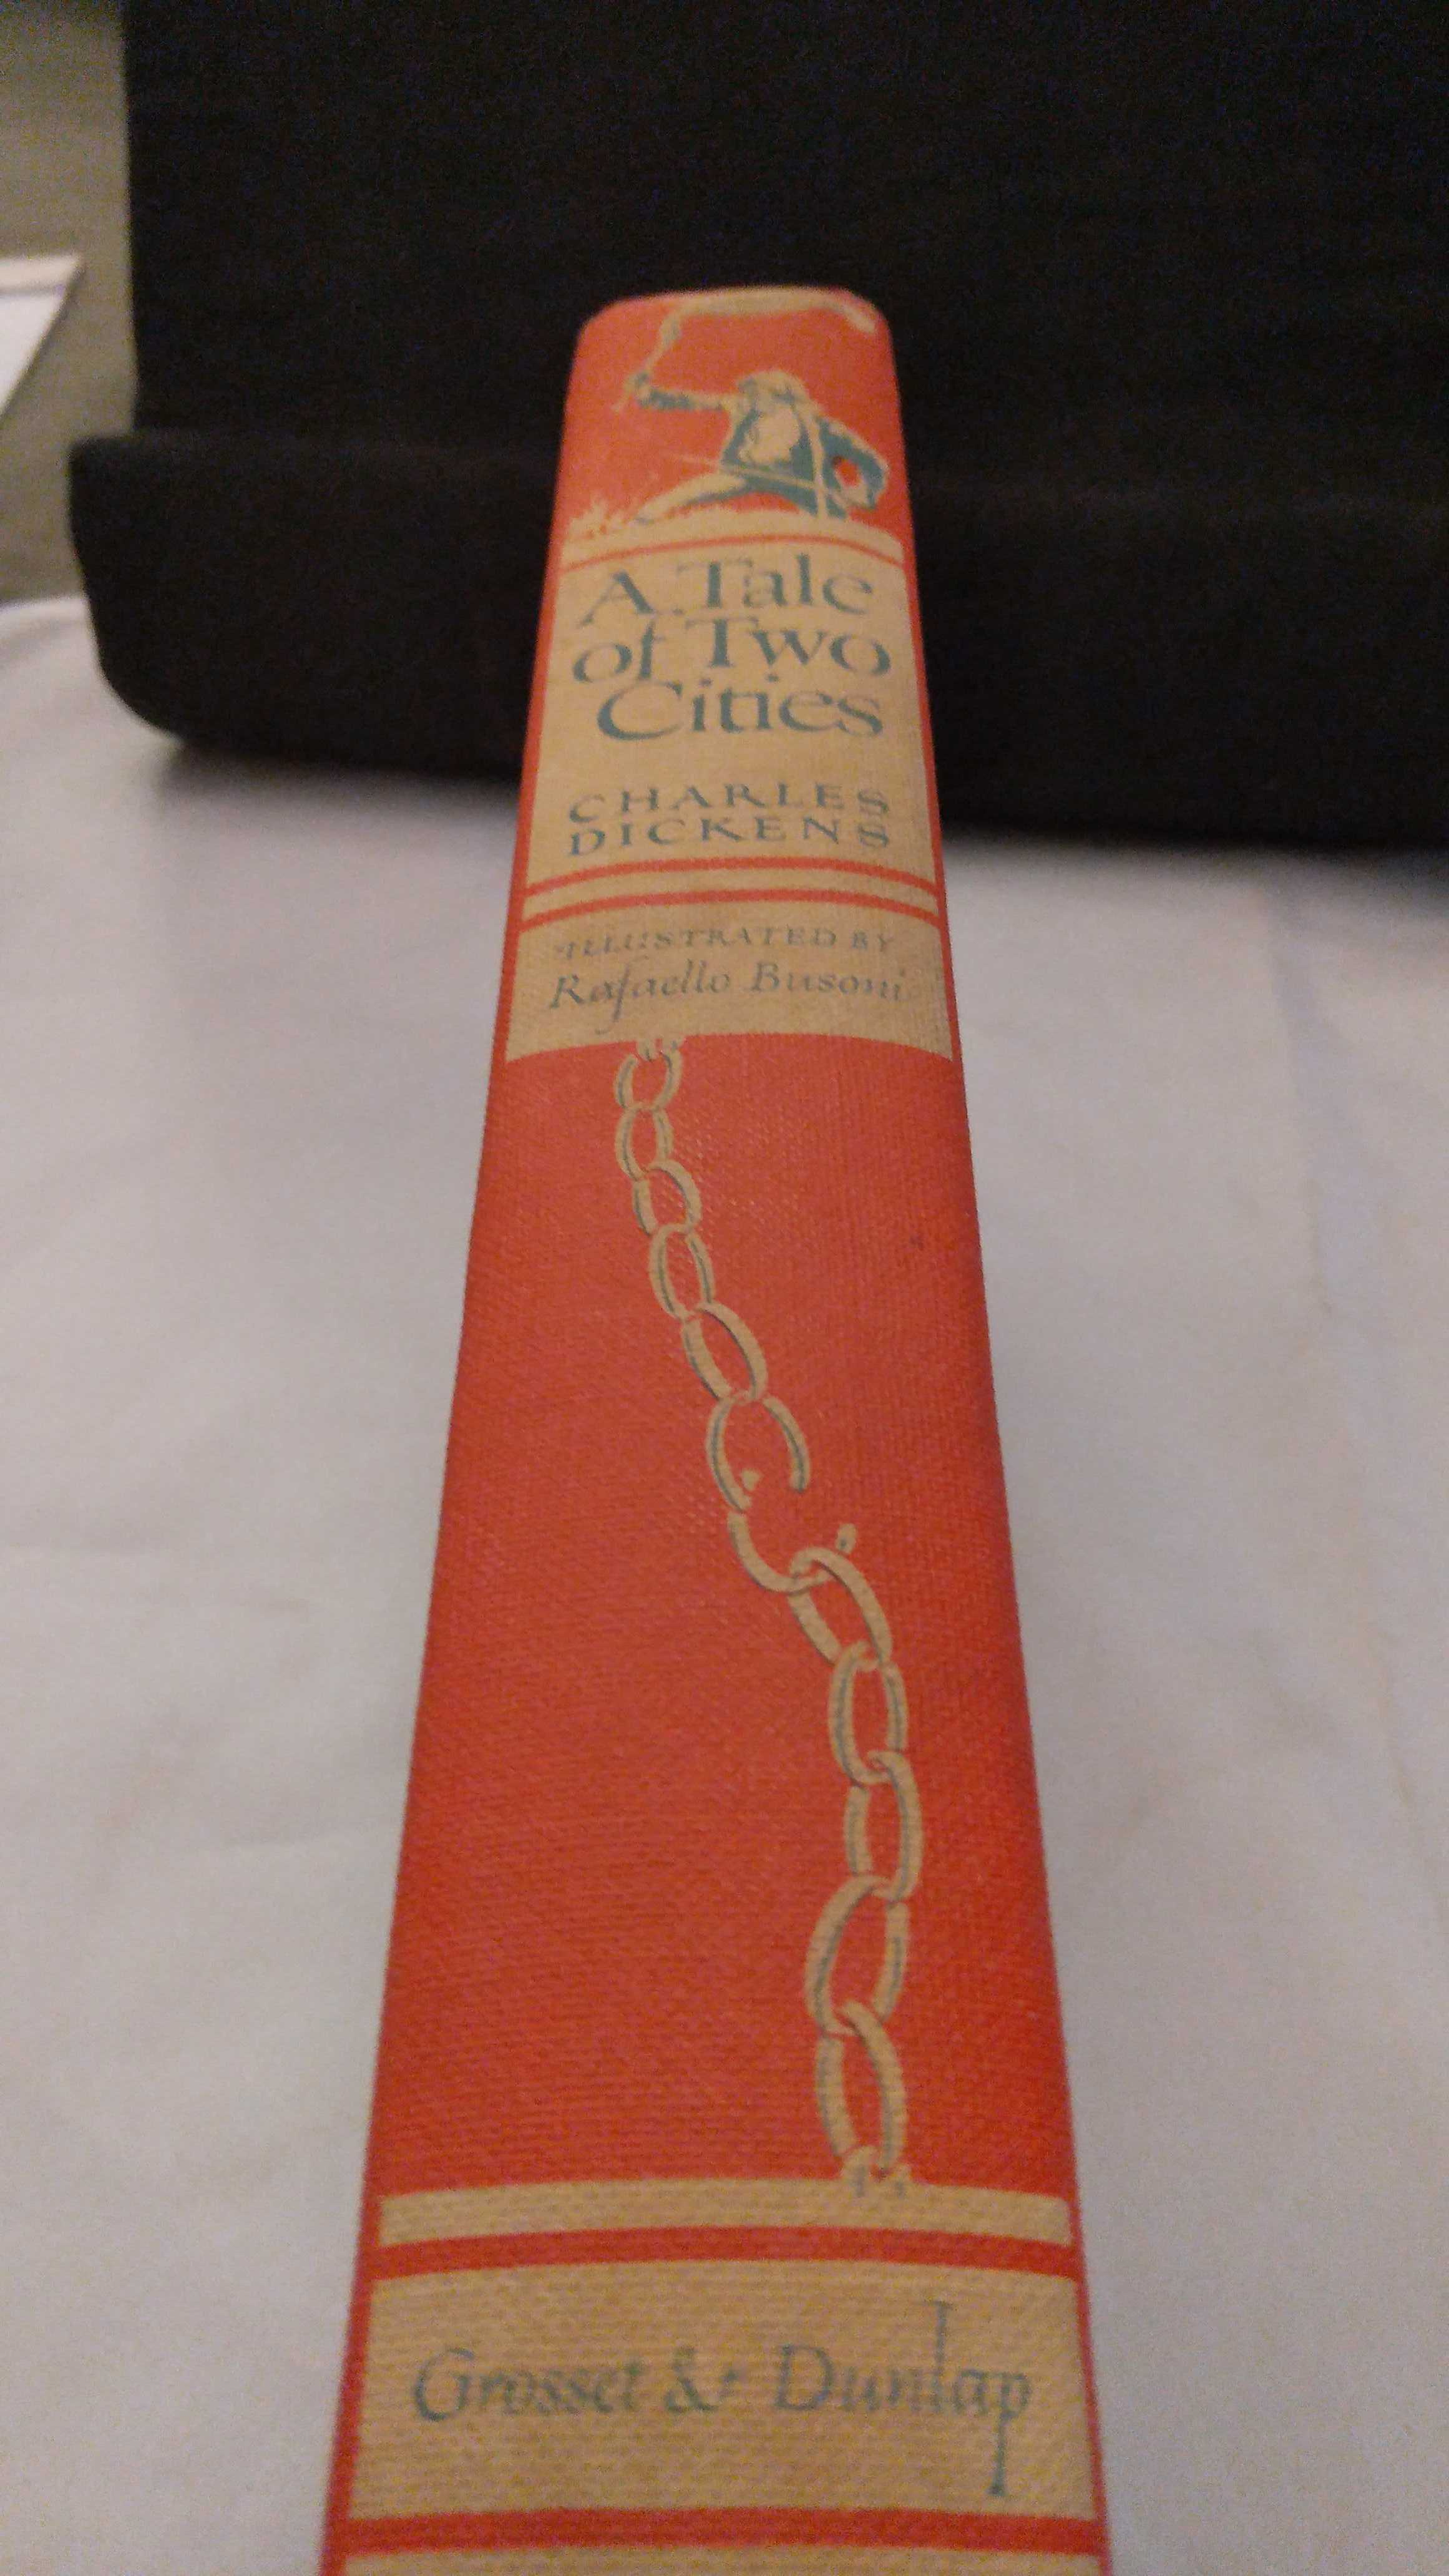 A Tale
of Two
Cities
CHARLES
DICKENS
ILLUSTRATED BY
Rafaello Busoni
Grosset & Dunlap